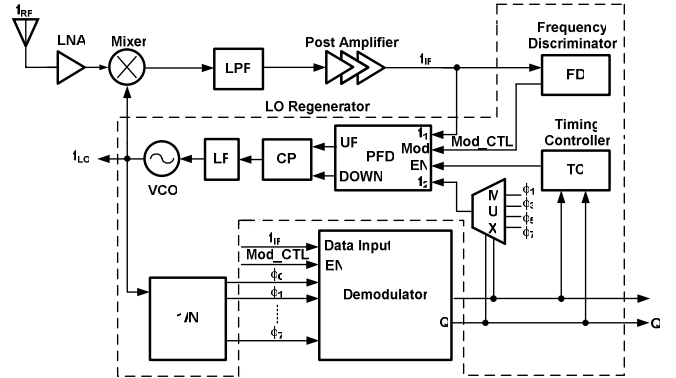 fRF
LNA
Mixer
LPF
Post Amplifier
fIF
Frequency
Discriminator
FD
LO Regenerator
Timing
Controller
TC
fLO
VCO
LF
CP
UP
DOWN
PFD
f1
Mod
EN
f2
Mod_CTL
MUX
ϕ1
ϕ3
ϕ5
ϕ7
fIF
Mod_CTL
ϕ0
ϕ1
ϕ7
Data Input
EN
Demodulator
Q
Q